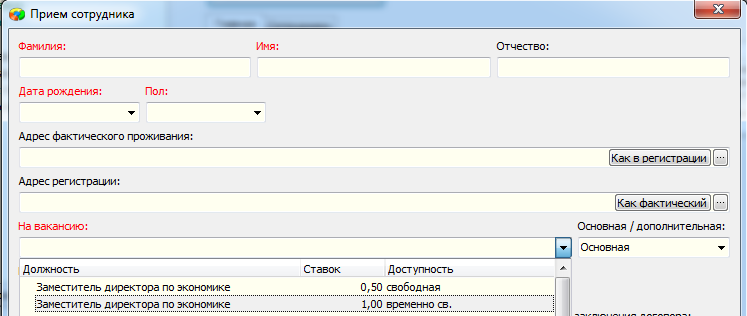 Прием сотрудника
Фамилия: Имя: Отчество:
Дата рождения: Пол:
Адрес фактического проживания:
Как в регистрации ...
Адрес регистрации:
Как фактический ...
На вакансию: Основная / дополнительная:
Основная
Должность Ставок Доступность
Заместитель директора по экономике 0,50 свободная
Заместитель директора по экономике 1,00 временно св.
заключения договора: